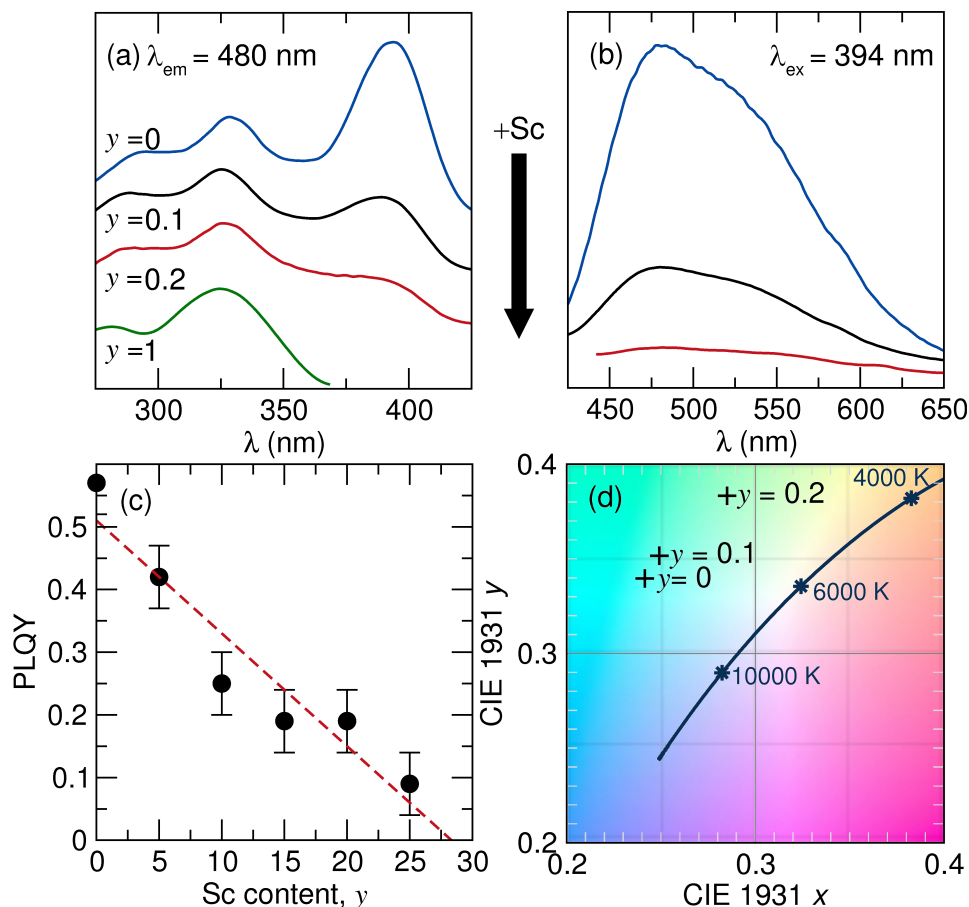 (a) λem = 480 nm
y =0
y =0.1
y =0.2
y =1
300 350 400
λ (nm)
+Sc
(b) λex = 394 nm
450 500 550 600 650
λ (nm)
(c)
0.5
0.4
0.3
0.2
0.1
0
PLQY
0 5 10 15 20 25 30
Sc content, y
(d)
0.4
0.3
0.2
CIE 1931 y
+y = 0.2
+y = 0.1
+y= 0
4000 K
6000 K
10000 K
0.2 0.3 0.4
CIE 1931 x